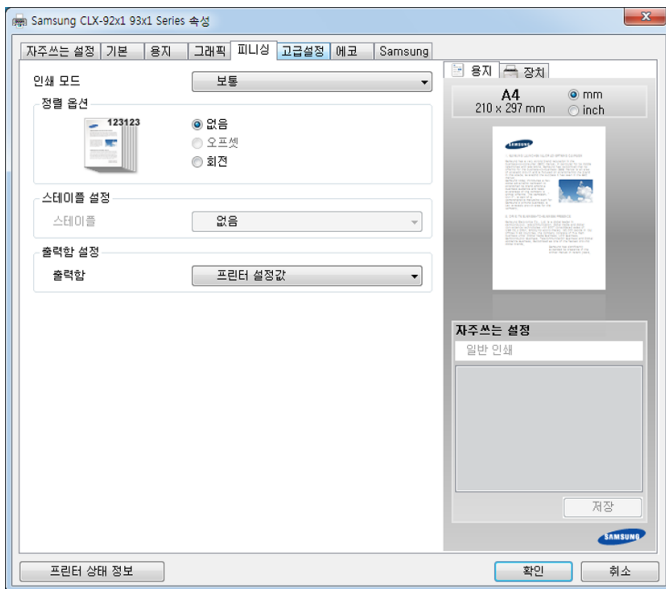 Samsung CLX-92x1 93x1 Series 속성
자주쓰는 설정 기본 용지 그래픽 피니싱 고급설정 에코 Samsung
인쇄 모드 보통
정렬 옵션
123123
없음
오프셋
회전
스테이플 설정
스테이플 없음
출력함 설정
출력함 프린터 설정값
용지 장치
A4
210 x 297 mm
mm
inch
SAMSUNG
자주쓰는 설정
일반 인쇄
저장
SAMSUNG
프린터 상태 정보 확인 취소